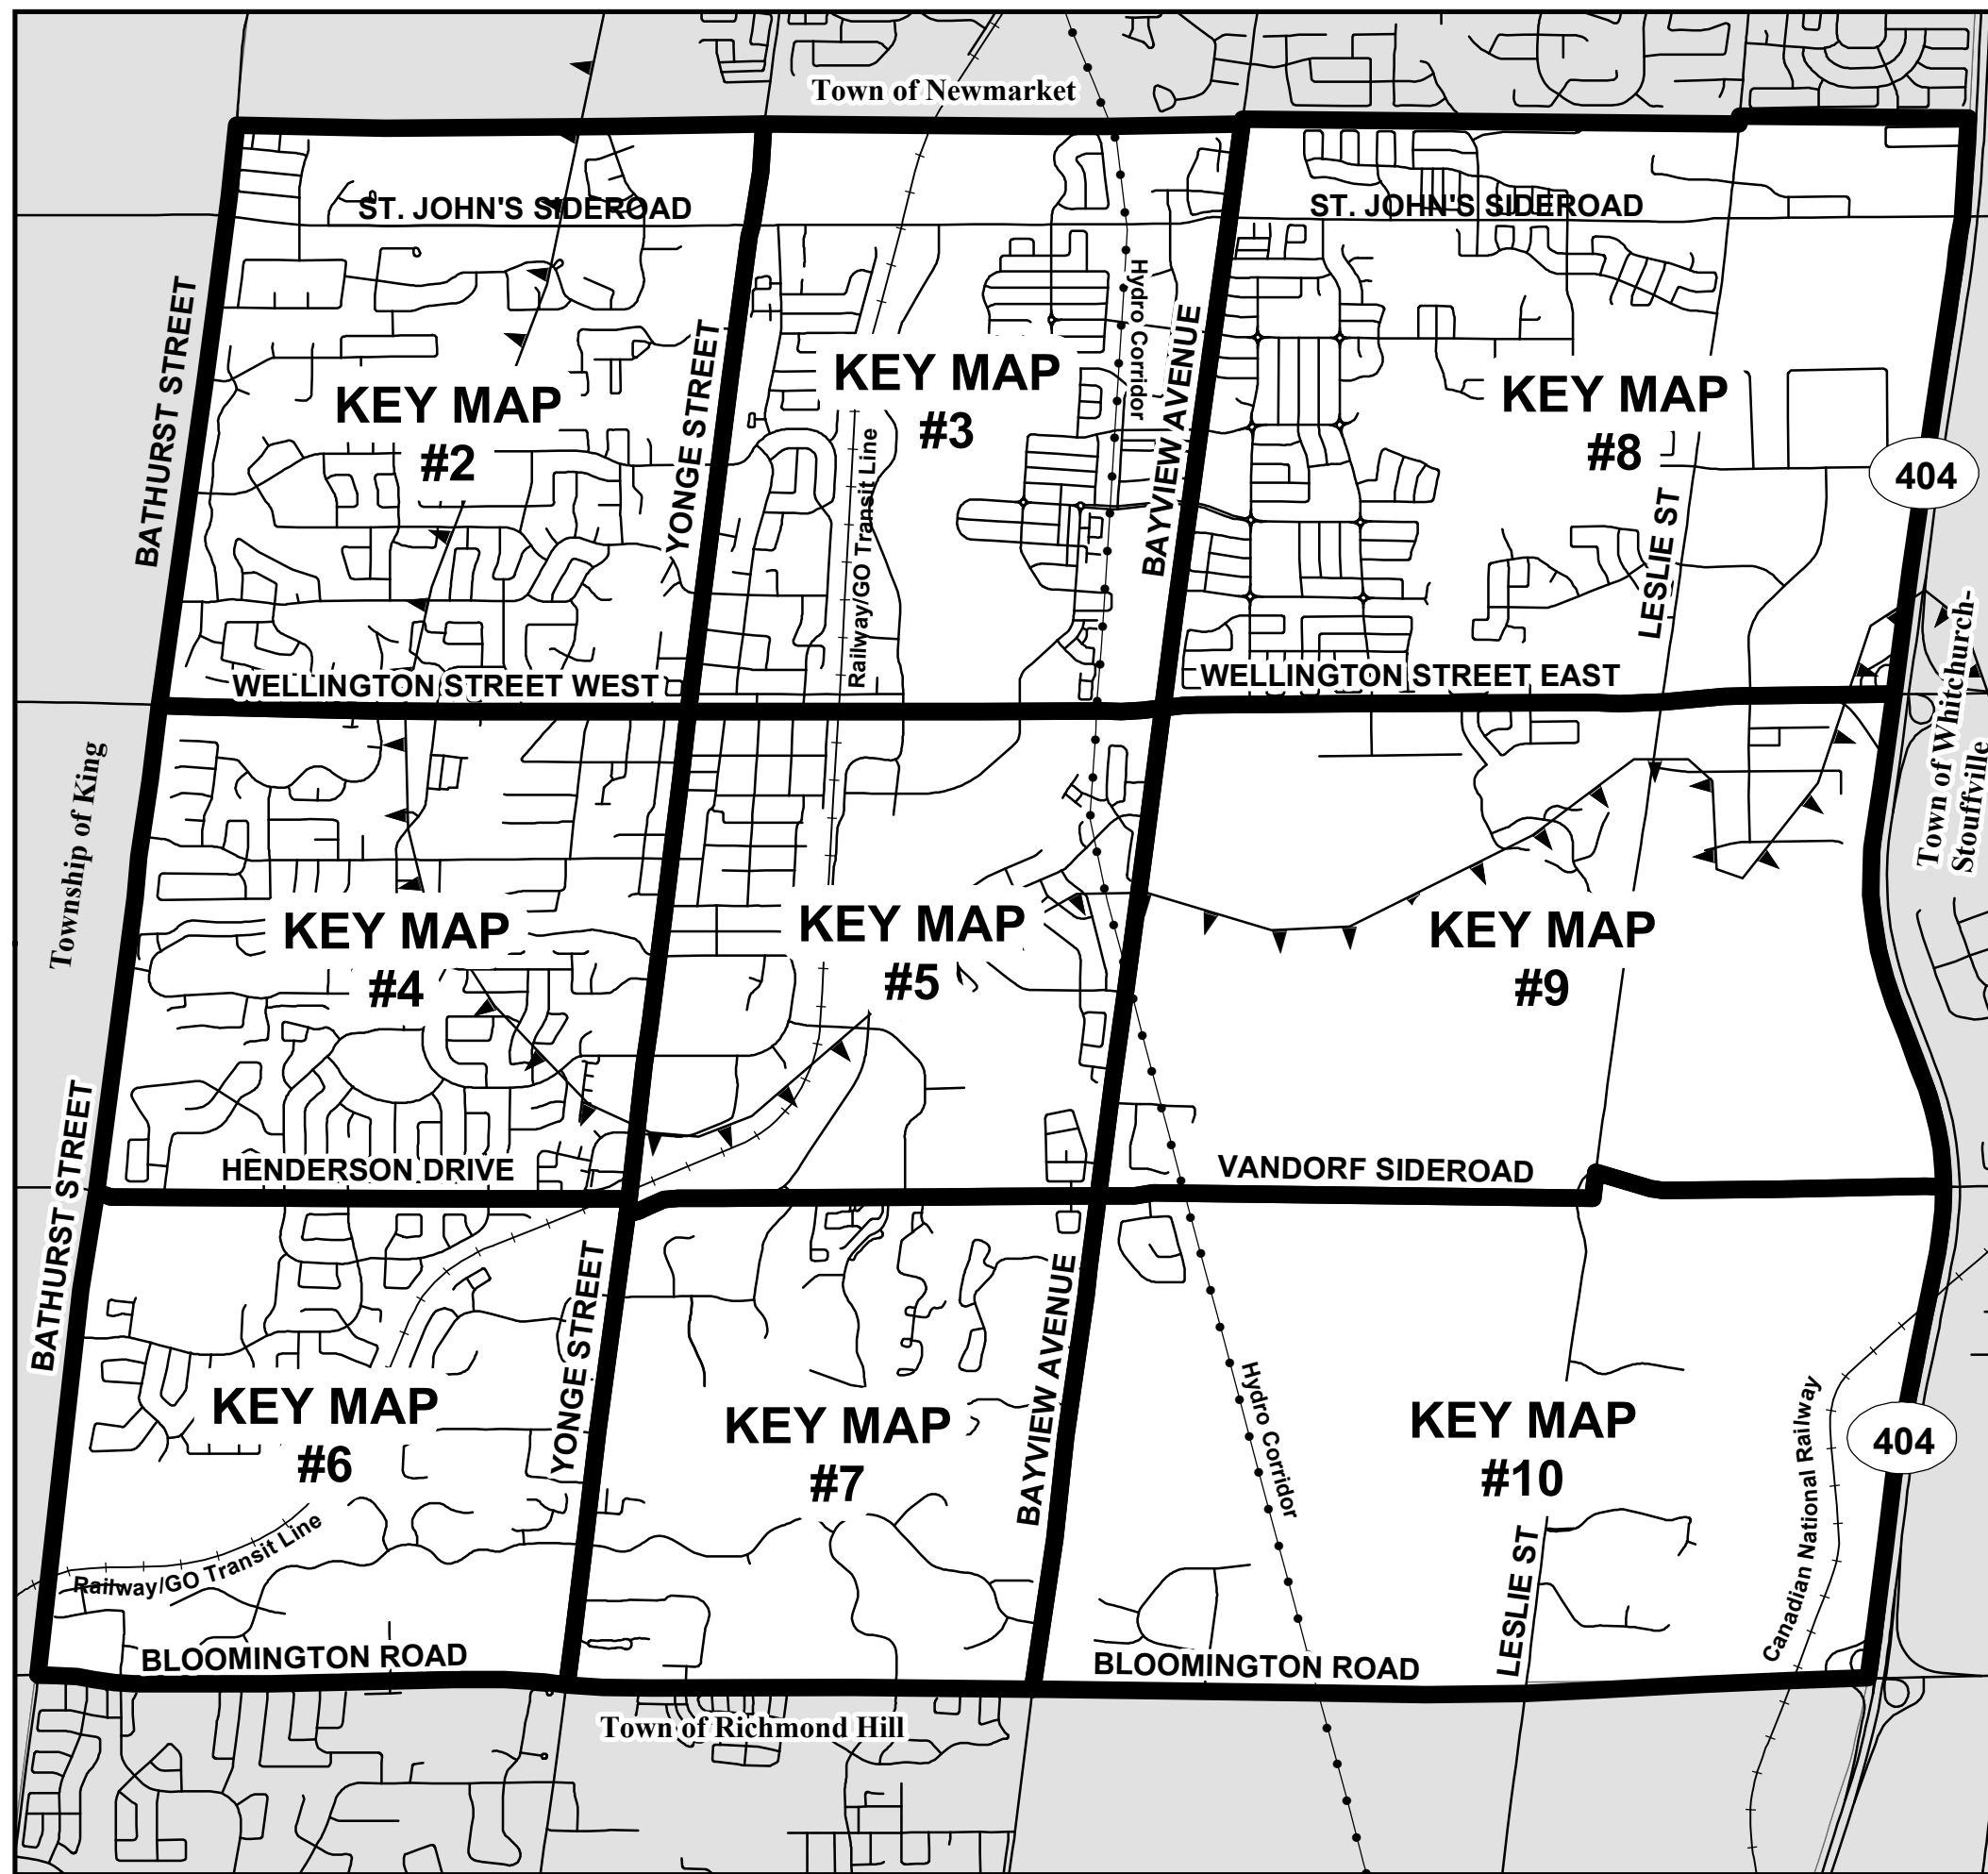 Town of Newmarket
ST. JOHN'S SIDEROAD
ST. JOHN'S SIDEROAD
BATHURST STREET
YONGE STREET
Hydro Corridor
BAYVIEW AVENUE
KEY MAP
#2
KEY MAP
#3
KEY MAP
#8
404
Railway/GO Transit Line
LESLIE ST
WELLINGTON STREET WEST
WELLINGTON STREET EAST
Town of Whitchurch-
Stouffville
Township of King
KEY MAP
#4
KEY MAP
#5
KEY MAP
#9
BATHURST STREET
HENDERSON DRIVE
VANDORF SIDEROAD
YONGE STREET
BAYVIEW AVENUE
Hydro Corridor
KEY MAP
#6
KEY MAP
#7
KEY MAP
#10
Canadian National Railway
404
Railway/GO Transit Line
LESLIE ST
BLOOMINGTON ROAD
BLOOMINGTON ROAD
Town of Richmond Hill